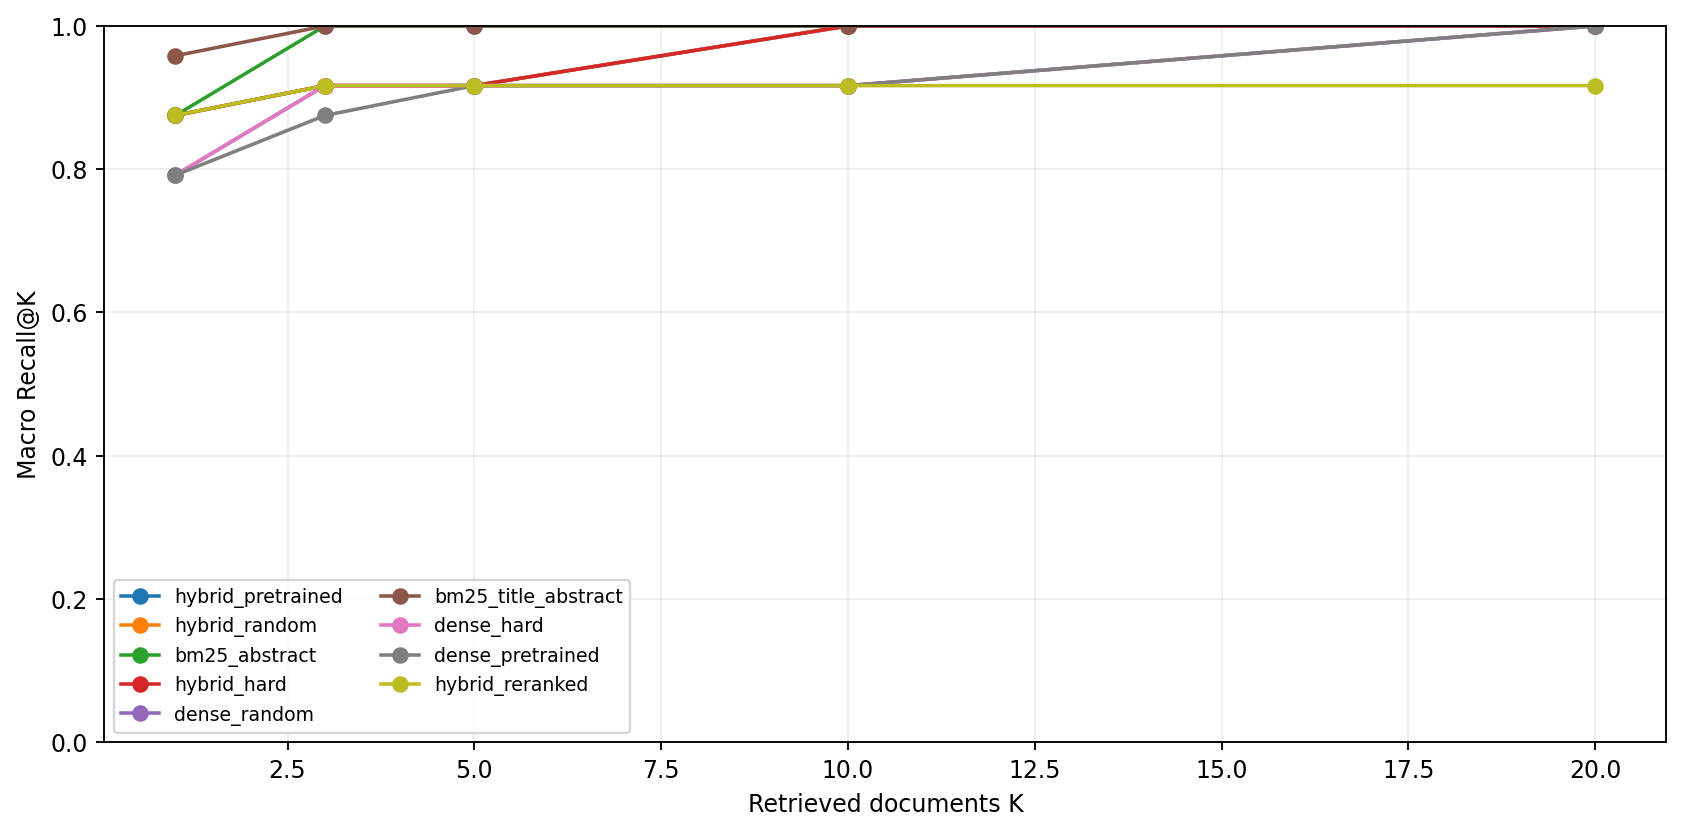 1.0
0.8
0.6
0.4
0.2
0.0
Macro Recall@K
hybrid_pretrained
hybrid_random
bm25_abstract
hybrid_hard
dense_random
bm25_title_abstract
dense_hard
dense_pretrained
hybrid_reranked
2.5 5.0 7.5 10.0 12.5 15.0 17.5 20.0
Retrieved documents K